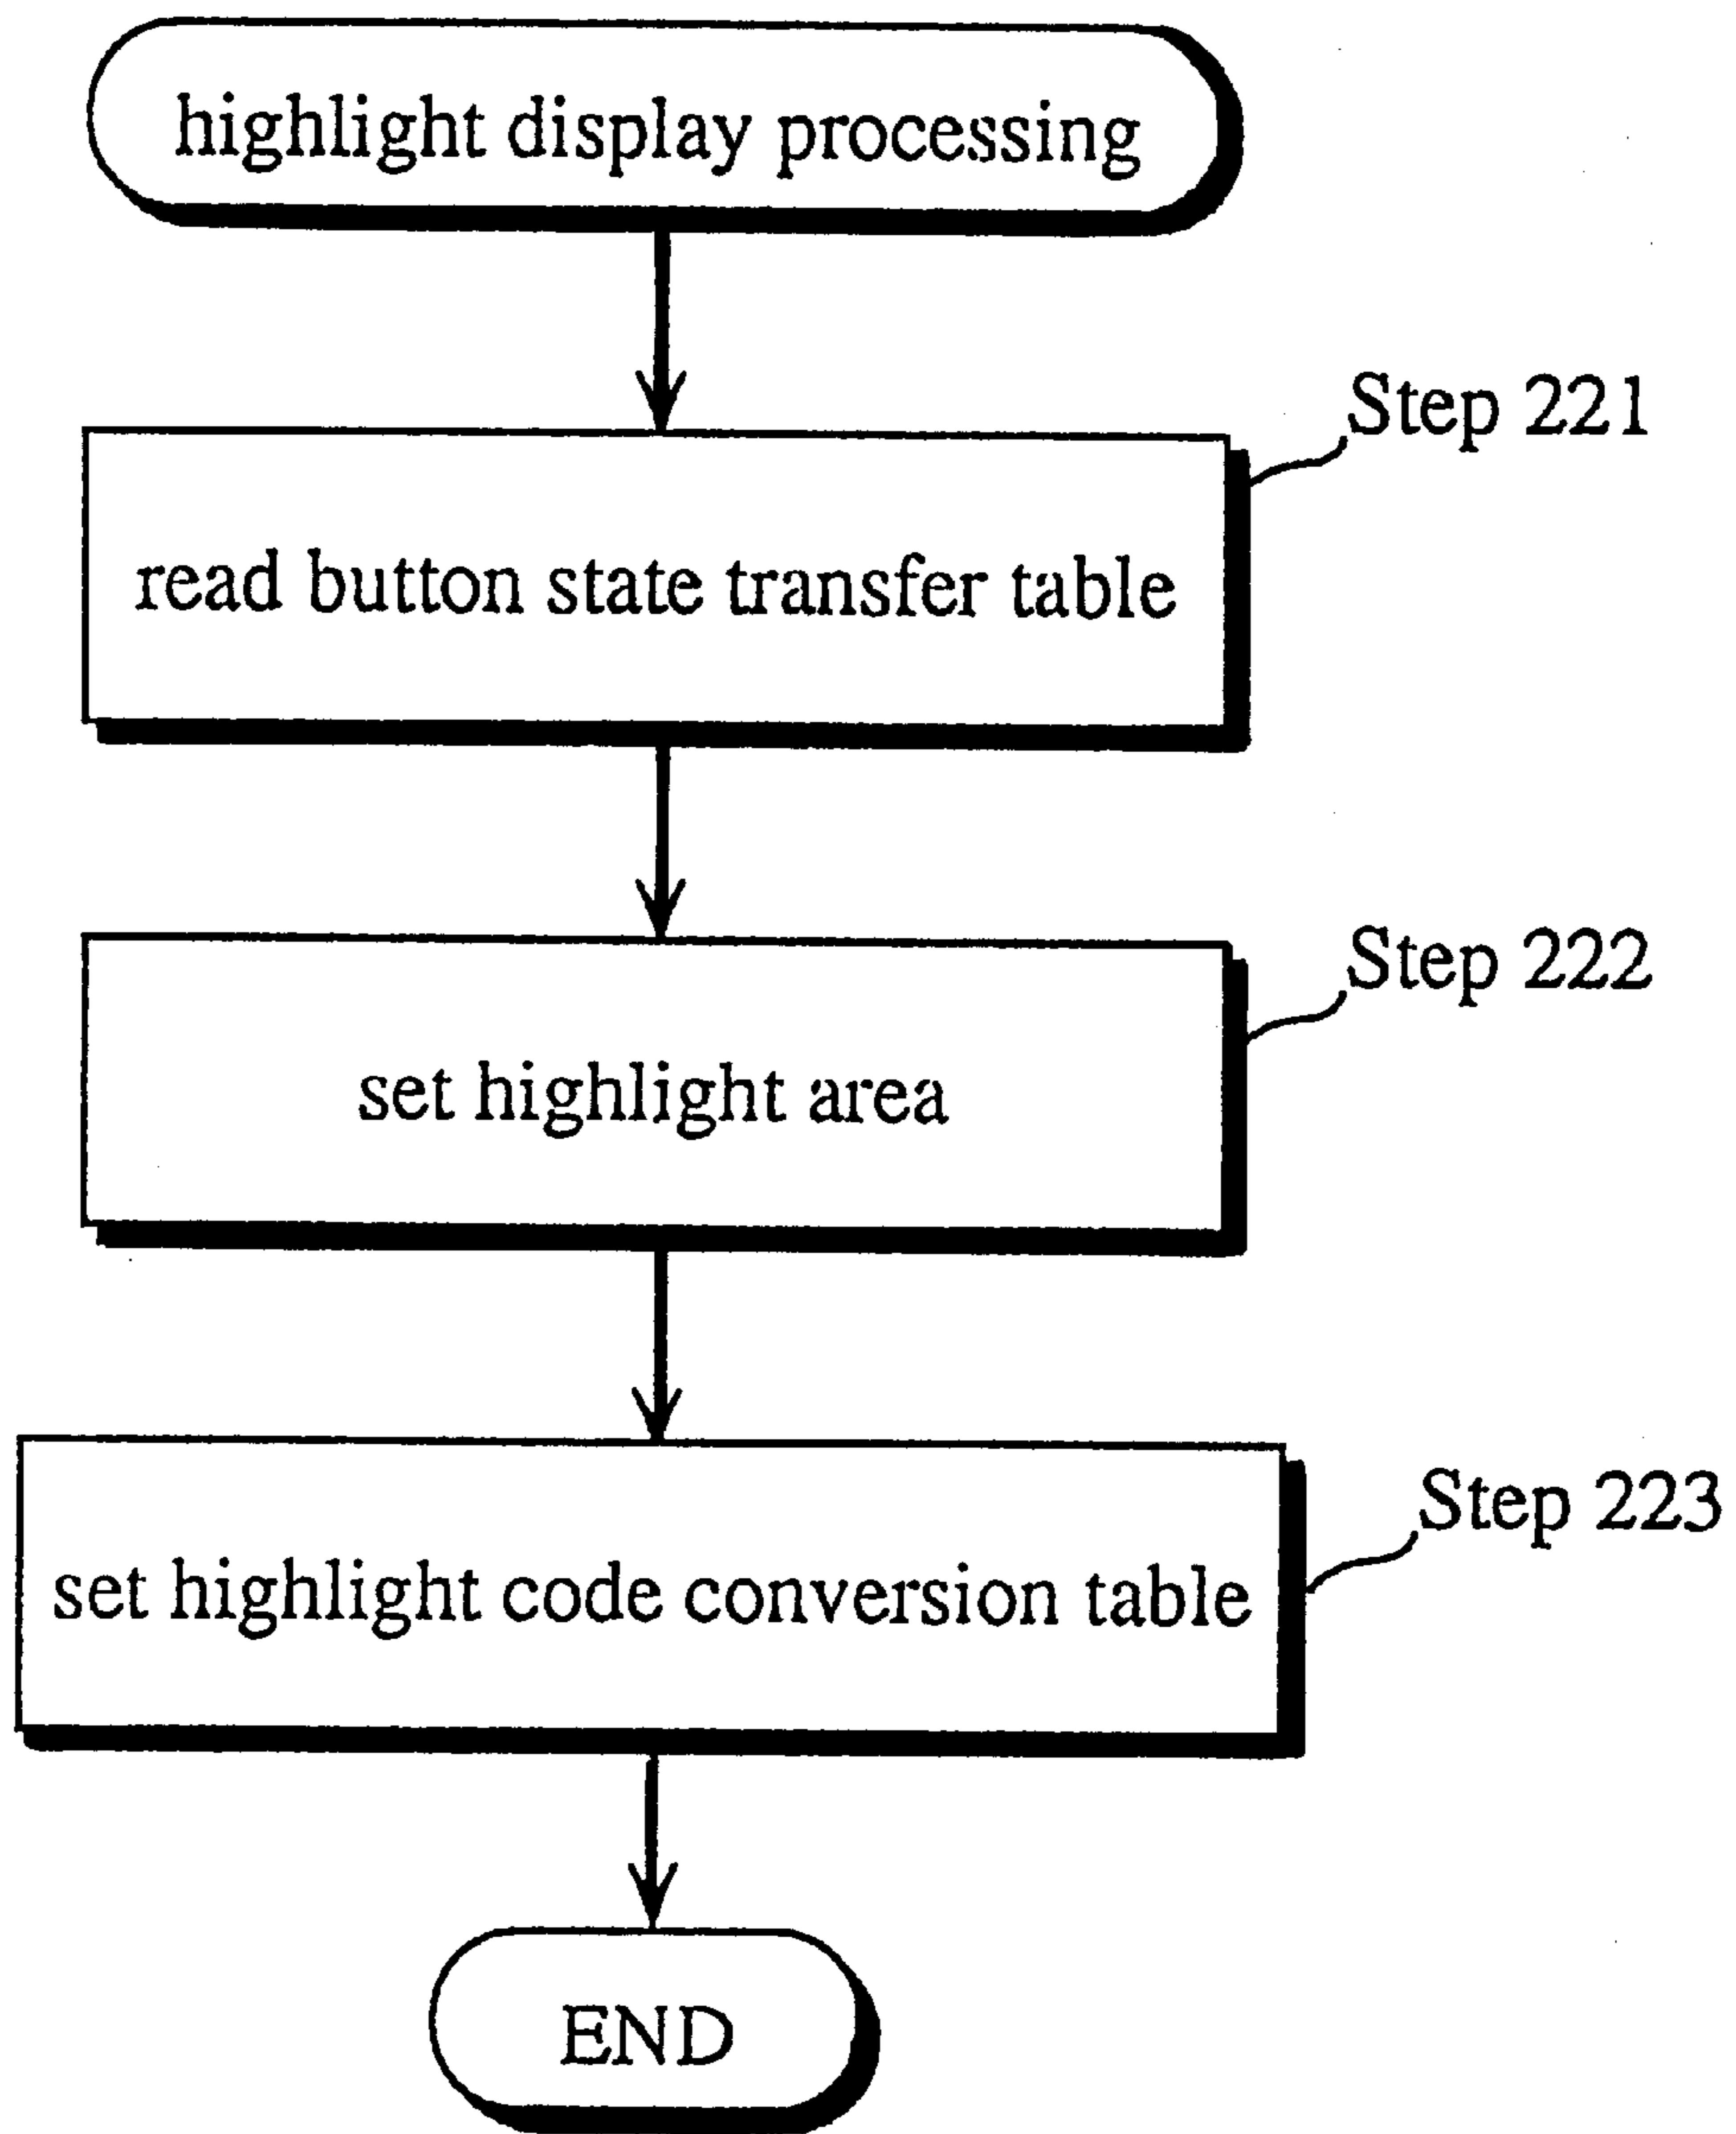 highlight display processing
Step 221
read button state transfer table
Step 222
set highlight area
Step 223
set highlight code conversion table
END